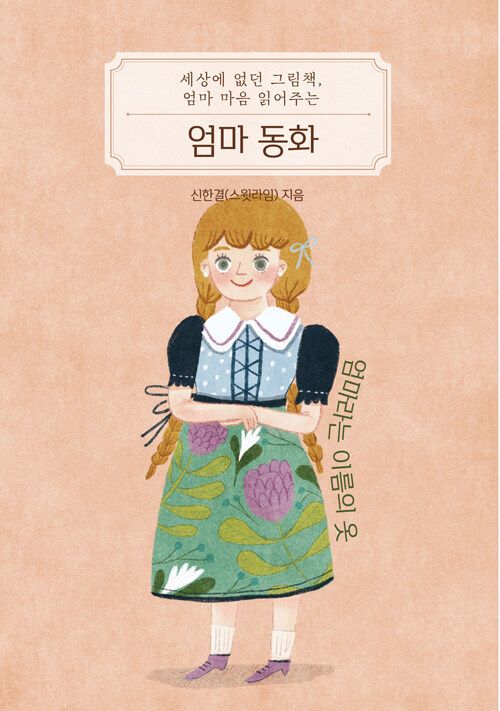 세상에 없던 그림책,
엄마 마음 읽어주는
엄마 동화
신한결(스윗라임) 지음
엄마라는 이름의 옷